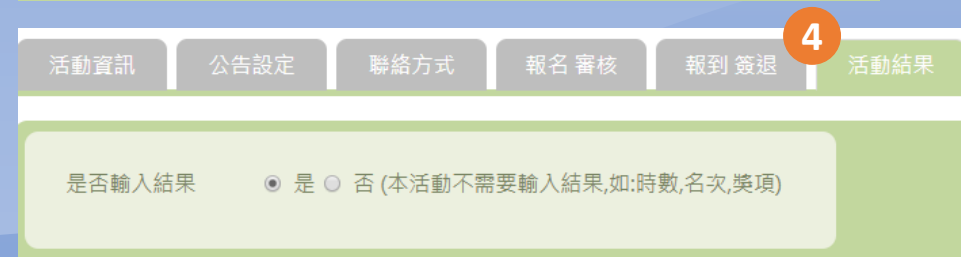 4
活動資訊 公告設定 聯絡方式 報名 審核 報到 簽退 活動結果
是否輸入結果 是 否 (本活動不需要輸入結果,如:時數,名次,獎項)